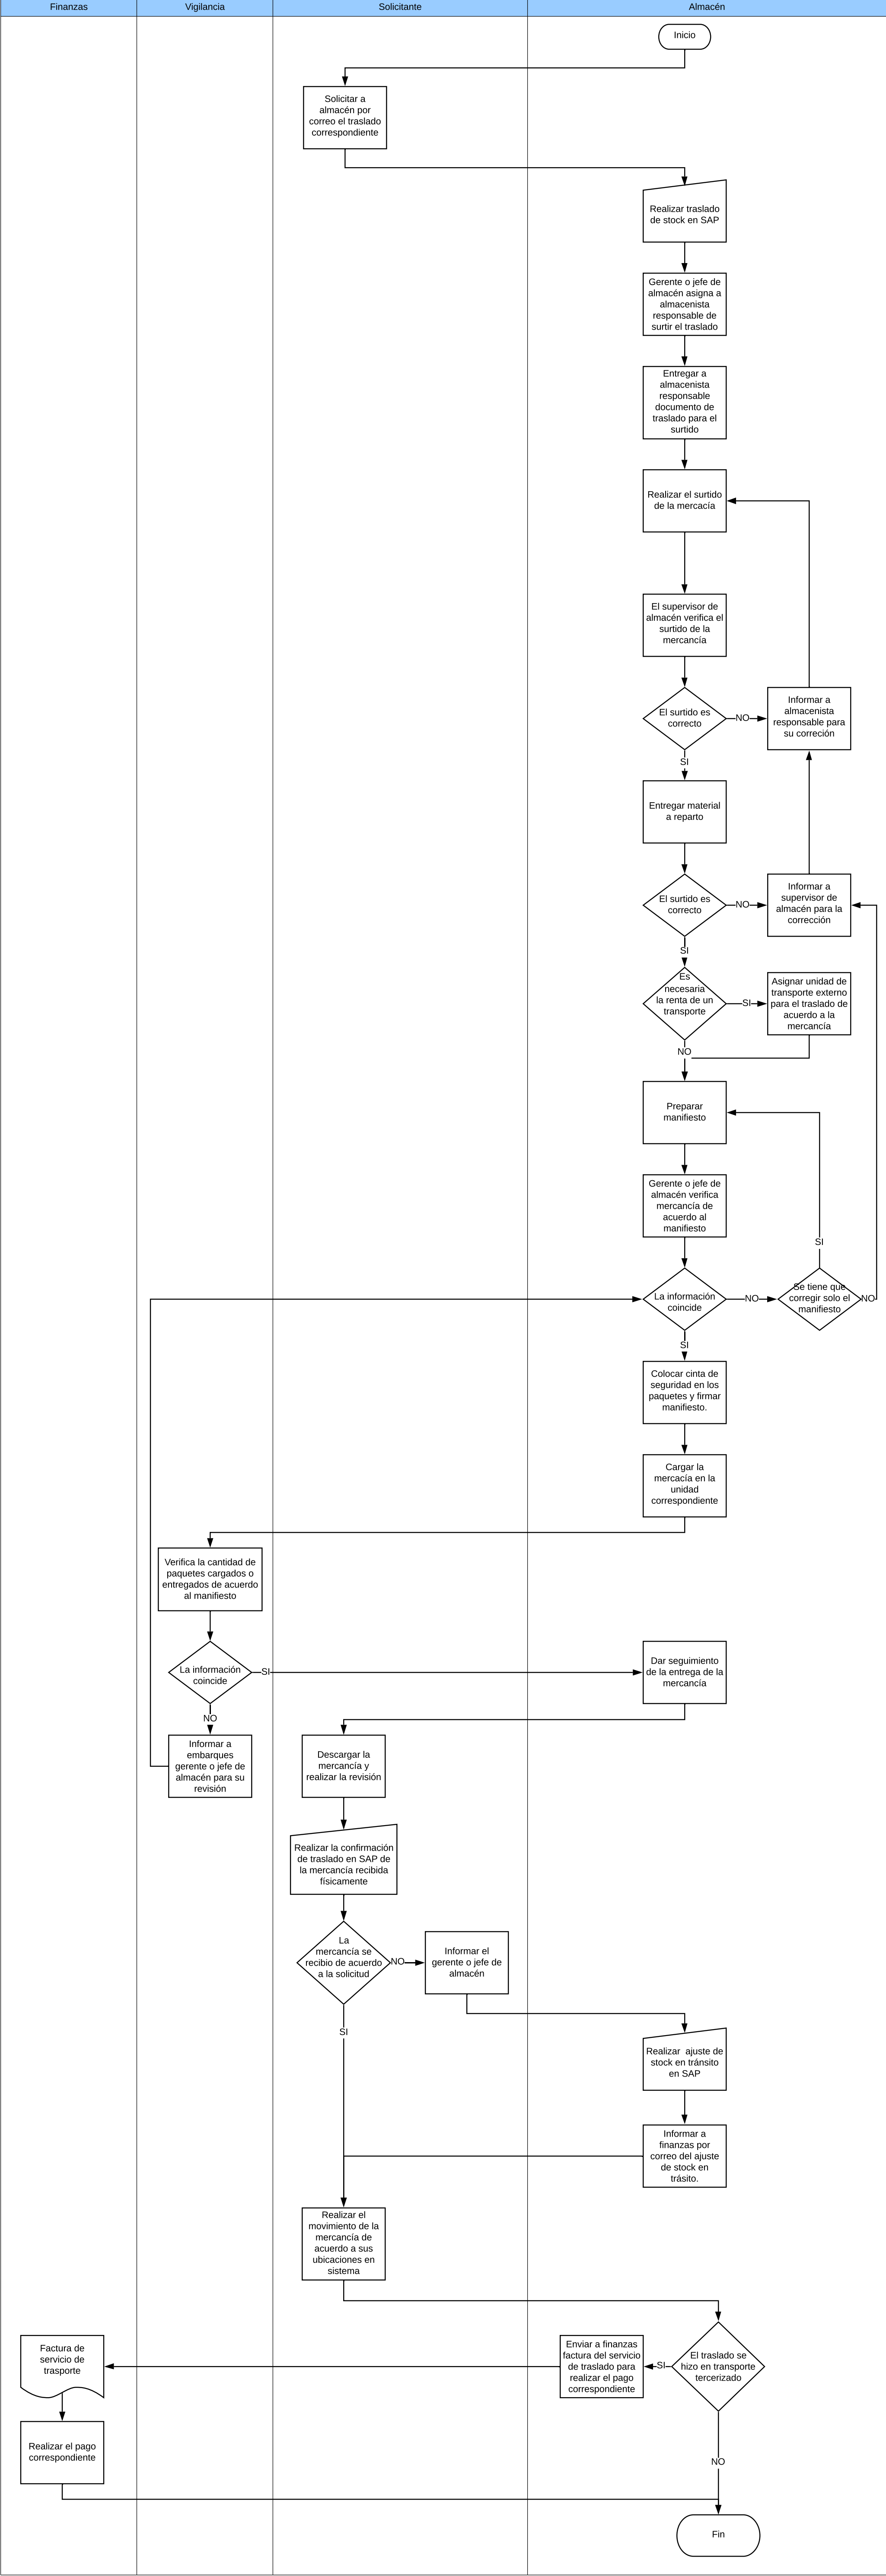 Finanzas
Vigilancia
Solicitante
Almacén
Inicio
Solicitar a
almacén por
correo el traslado
correspondiente
Realizar traslado
de stock en SAP
Gerente o jefe de
almacén asigna a
almacenista
responsable de
surtir el traslado
Entregar a
almacenista
responsable
documento de
traslado para el
surtido
Realizar el surtido
de la mercacía
El supervisor de
almacén verifica el
surtido de la
mercancía
El surtido es
correcto
NO
Informar a
almacenista
responsable para
su correción
SI
Entregar material
a reparto
El surtido es
correcto
NO
Informar a
supervisor de
almacén para la
corrección
SI
Es
necesaria
la renta de un
transporte
SI
Asignar unidad de
transporte externo
para el traslado de
acuerdo a la
mercancía
NO
Preparar
manifiesto
Gerente o jefe de
almacén verifica
mercancía de
acuerdo al
manifiesto
SI
La información
coincide
NO
Se tiene que
corregir solo el
manifiesto
NO
SI
Colocar cinta de
seguridad en los
paquetes y firmar
manifiesto.
Cargar la
mercacía en la
unidad
correspondiente
Verifica la cantidad de
paquetes cargados o
entregados de acuerdo
al manifiesto
La información
coincide
SI
Dar seguimiento
de la entrega de la
mercancía
NO
Informar a
embarques
gerente o jefe de
almacén para su
revisión
Descargar la
mercancía y
realizar la revisión
Realizar la confirmación
de traslado en SAP de
la mercancía recibida
físicamente
La
mercancía se
recibio de acuerdo
a la solicitud
NO
Informar el
gerente o jefe de
almacén
SI
Realizar ajuste de
stock en tránsito
en SAP
Informar a
finanzas por
correo del ajuste
de stock en
trásito.
Realizar el
movimiento de la
mercancía de
acuerdo a sus
ubicaciones en
sistema
El traslado se
hizo en transporte
tercerizado
SI
Enviar a finanzas
factura del servicio
de traslado para
realizar el pago
correspondiente
Factura de
servicio de
trasporte
Realizar el pago
correspondiente
NO
Fin